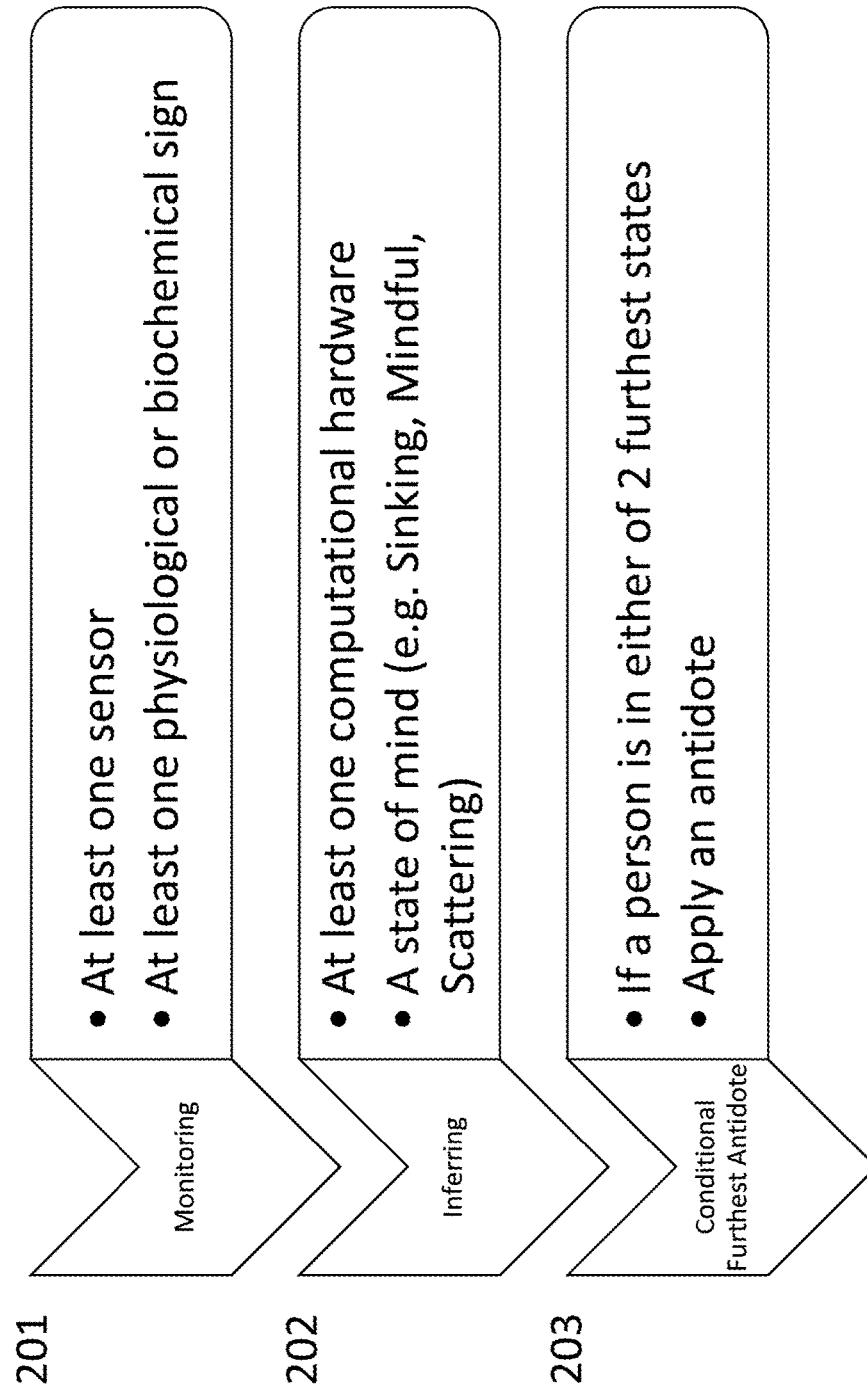 201
Monitoring
• At least one sensor
• At least one physiological or biochemical sign
202
Inferring
• At least one computational hardware
• A state of mind (e.g. Sinking, Mindful,
Scattering)
203
Conditional
Furthest Antidote
• If a person is in either of 2 furthest states
• Apply an antidote